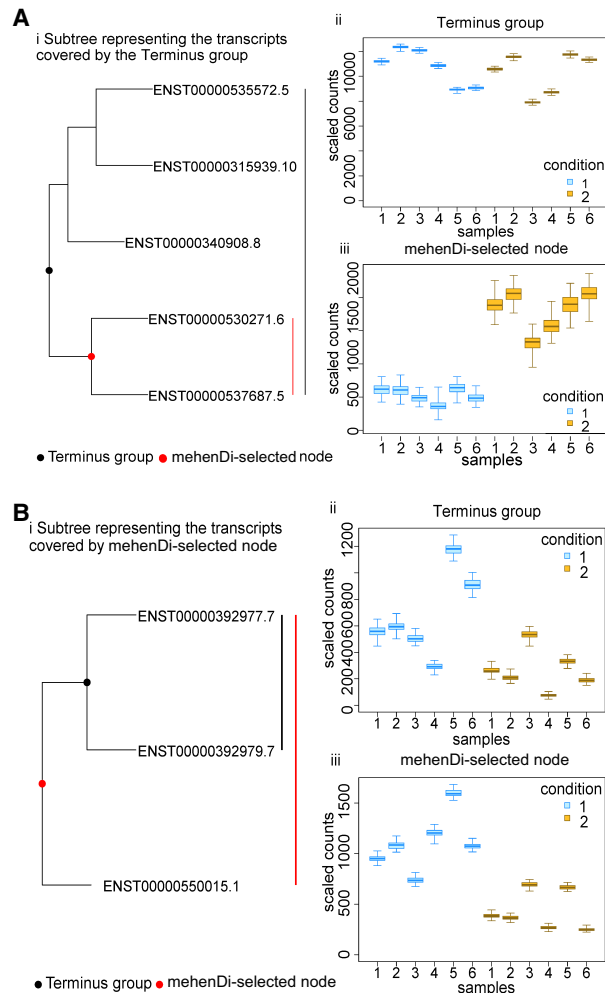 A
i Subtree representing the transcripts
covered by the Terminus group
ENST00000535572.5
ENST00000315939.10
ENST00000340908.8
ENST00000530271.6
ENST00000537687.5
Terminus group mehenDi-selected node
ii
Terminus group
scaled counts
0 2000 6000 10000
condition
1
2
1 2 3 4 5 6 1 2 3 4 5 6
samples
iii
mehenDi-selected node
scaled counts
0 500 1000 1500 2000
condition
1
2
1 2 3 4 5 6 1 2 3 4 5 6
samples
B
i Subtree representing the transcripts
covered by mehenDi-selected node
ENST00000392977.7
ENST00000392979.7
ENST00000550015.1
Terminus group mehenDi-selected node
ii
Terminus group
scaled counts
0 200 400 600 800 1200
condition
1
2
1 2 3 4 5 6 1 2 3 4 5 6
samples
iii
mehenDi-selected node
scaled counts
0 500 1000 1500
condition
1
2
1 2 3 4 5 6 1 2 3 4 5 6
samples